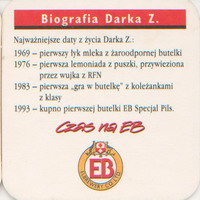 Biografia Darka Z.
Najważniejsze daty z życia Darka Z.:
1969 – pierwszy łyk mleka z żaroodpornej butelki
1976 – pierwsza lemoniada z puszki, przywieziona
przez wujka z RFN
1983 – pierwsza „gra w butelkę" z koleżankami
z klasy
1993 – kupno pierwszej butelki EB Specjal Pils.
Czas na EB
EB